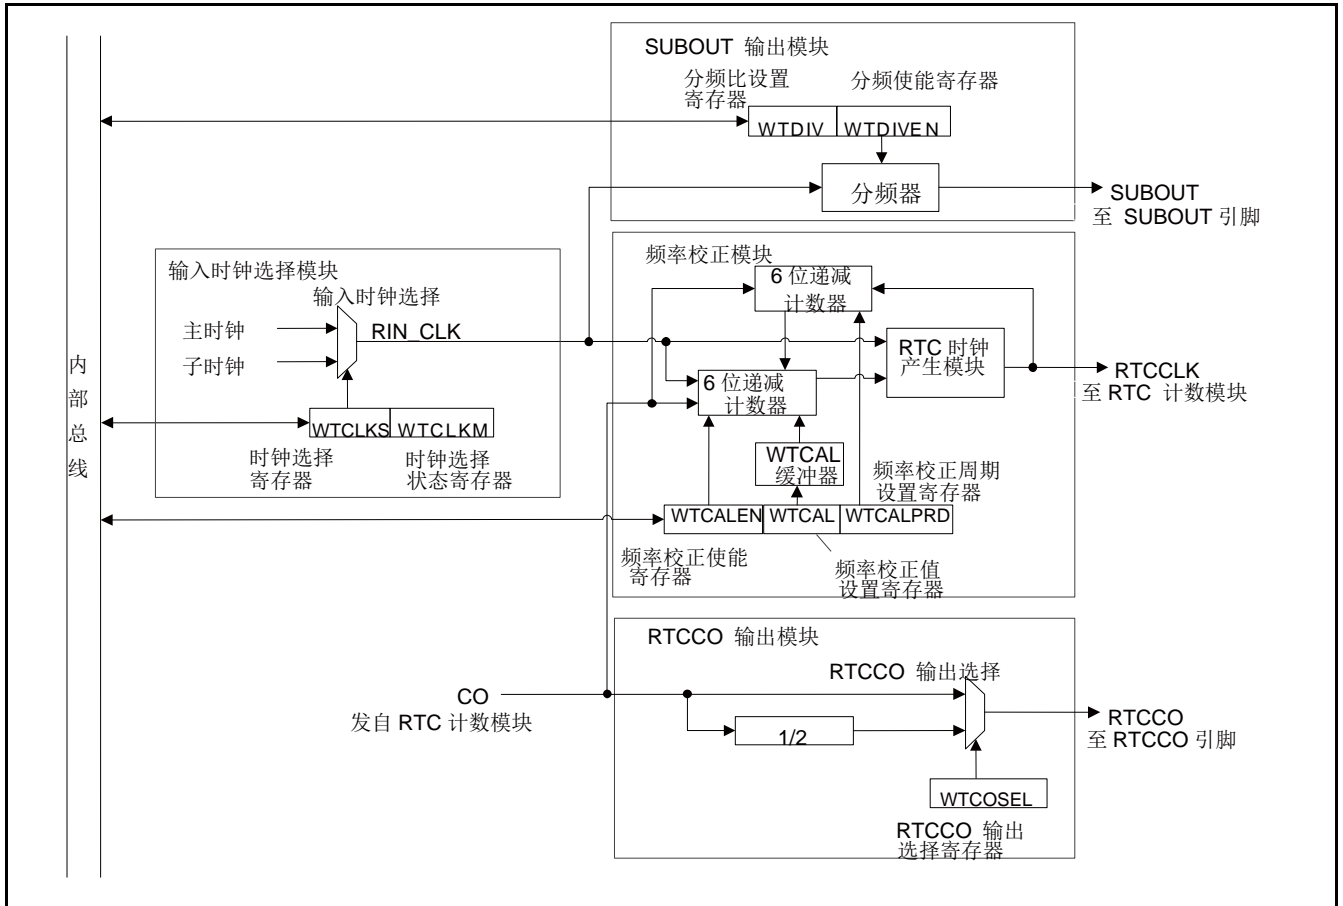 SUBOUT 输出模块
分频比设置
寄存器
分频使能寄存器
WTDIV
WTDIVEN
分频器
SUBOUT
至 SUBOUT 引脚
输入时钟选择模块
输入时钟选择
主时钟
子时钟
RIN_CLK
WTCLKS
WTCLKM
时钟选择
寄存器
时钟选择
状态寄存器
内
部
总
线
频率校正模块
6 位递减
计数器
RTC 时钟
产生模块
6 位递减
计数器
RTCCLK
至 RTC 计数模块
WTCAL
缓冲器
频率校正周期
设置寄存器
WTCALEN
WTCAL
WTCALPRD
频率校正使能
寄存器
频率校正值
设置寄存器
RTCCO 输出模块
RTCCO 输出选择
CO
发自 RTC 计数模块
1/2
RTCCO
至 RTCCO 引脚
WTCOSEL
RTCCO 输出
选择寄存器